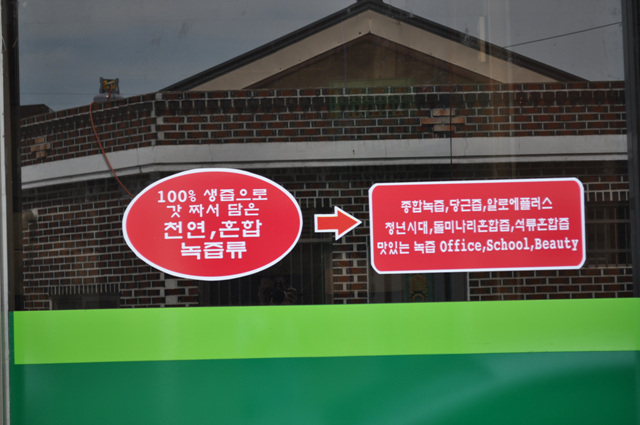 100% 생즙으로
갓 짜서 담은
천연,혼합
녹즙류
종합녹즙,당근즙,알로에플러스
청년시대,돌미나리혼합즙,석류혼합즙
맛있는 녹즙 Office,School,Beauty